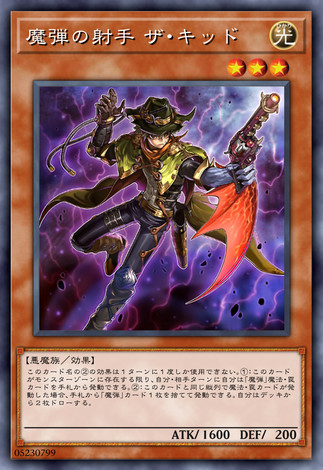 魔弾の射手 ザ・キッド
光
【悪魔族／効果】
このカード名の②の効果は１ターンに１度しか使用できない。①：このカード
がモンスターゾーンに存在する限り、自分・相手ターンに自分は「魔弾」魔法・罠
カードを手札から発動できる。②：このカードと同じ縦列で魔法・罠カードが発
動した場合、手札から「魔弾」カード１枚を捨てて発動できる。自分はデッキか
ら２枚ドローする。
ATK/ 1600 DEF/ 200
05230799